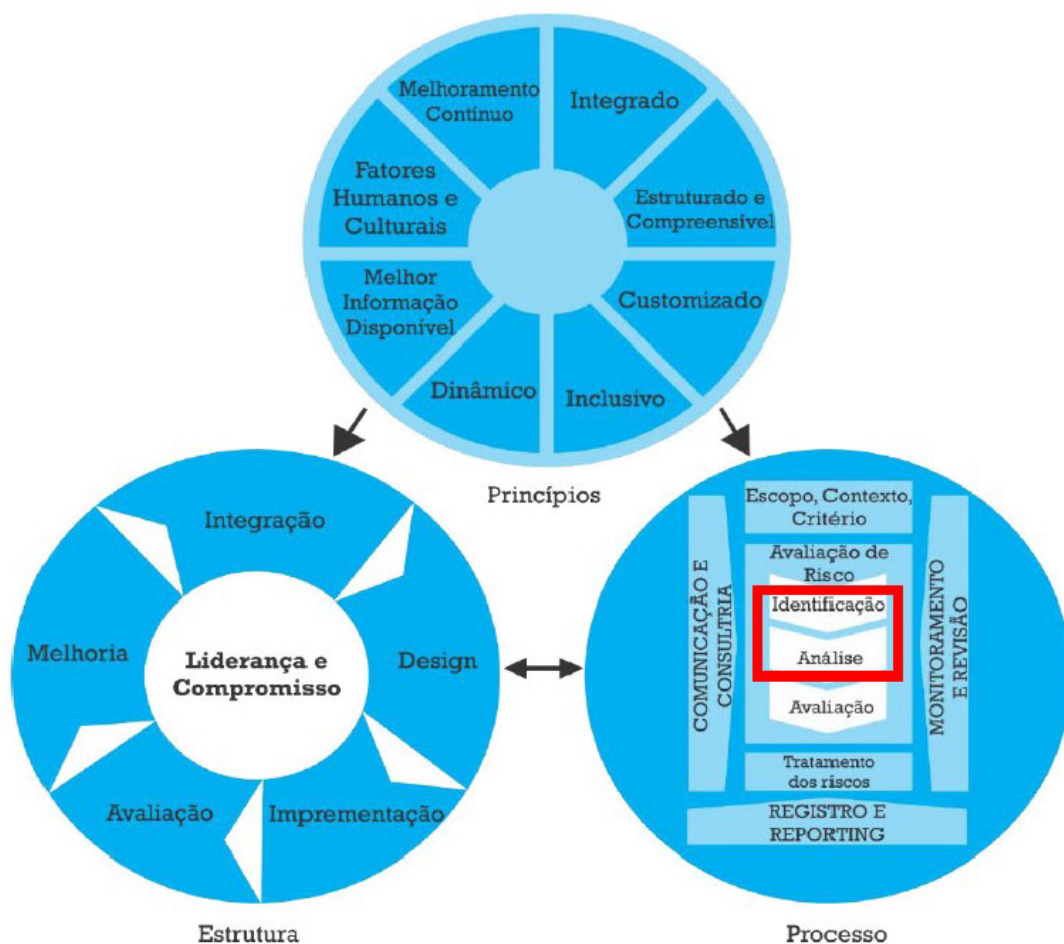 Melhoramento
Contínuo
Integrado
Fatores
Humanos e
Culturais
Estruturado e
Compreensível
Melhor
Informação
Disponível
Customizado
Dinâmico
Inclusivo
Princípios
Integração
Melhoria
Liderança e
Compromisso
Design
Avaliação
Imprementação
Estrutura
Escopo, Contexto,
Critério
COMUNICAÇÃO E
CONSULTRIA
Avaliação de
Risco
Identificação
Análise
Avaliação
MONITORAMENTO
E REVISÃO
Tratamento
dos riscos
REGISTRO E
REPORTING
Processo